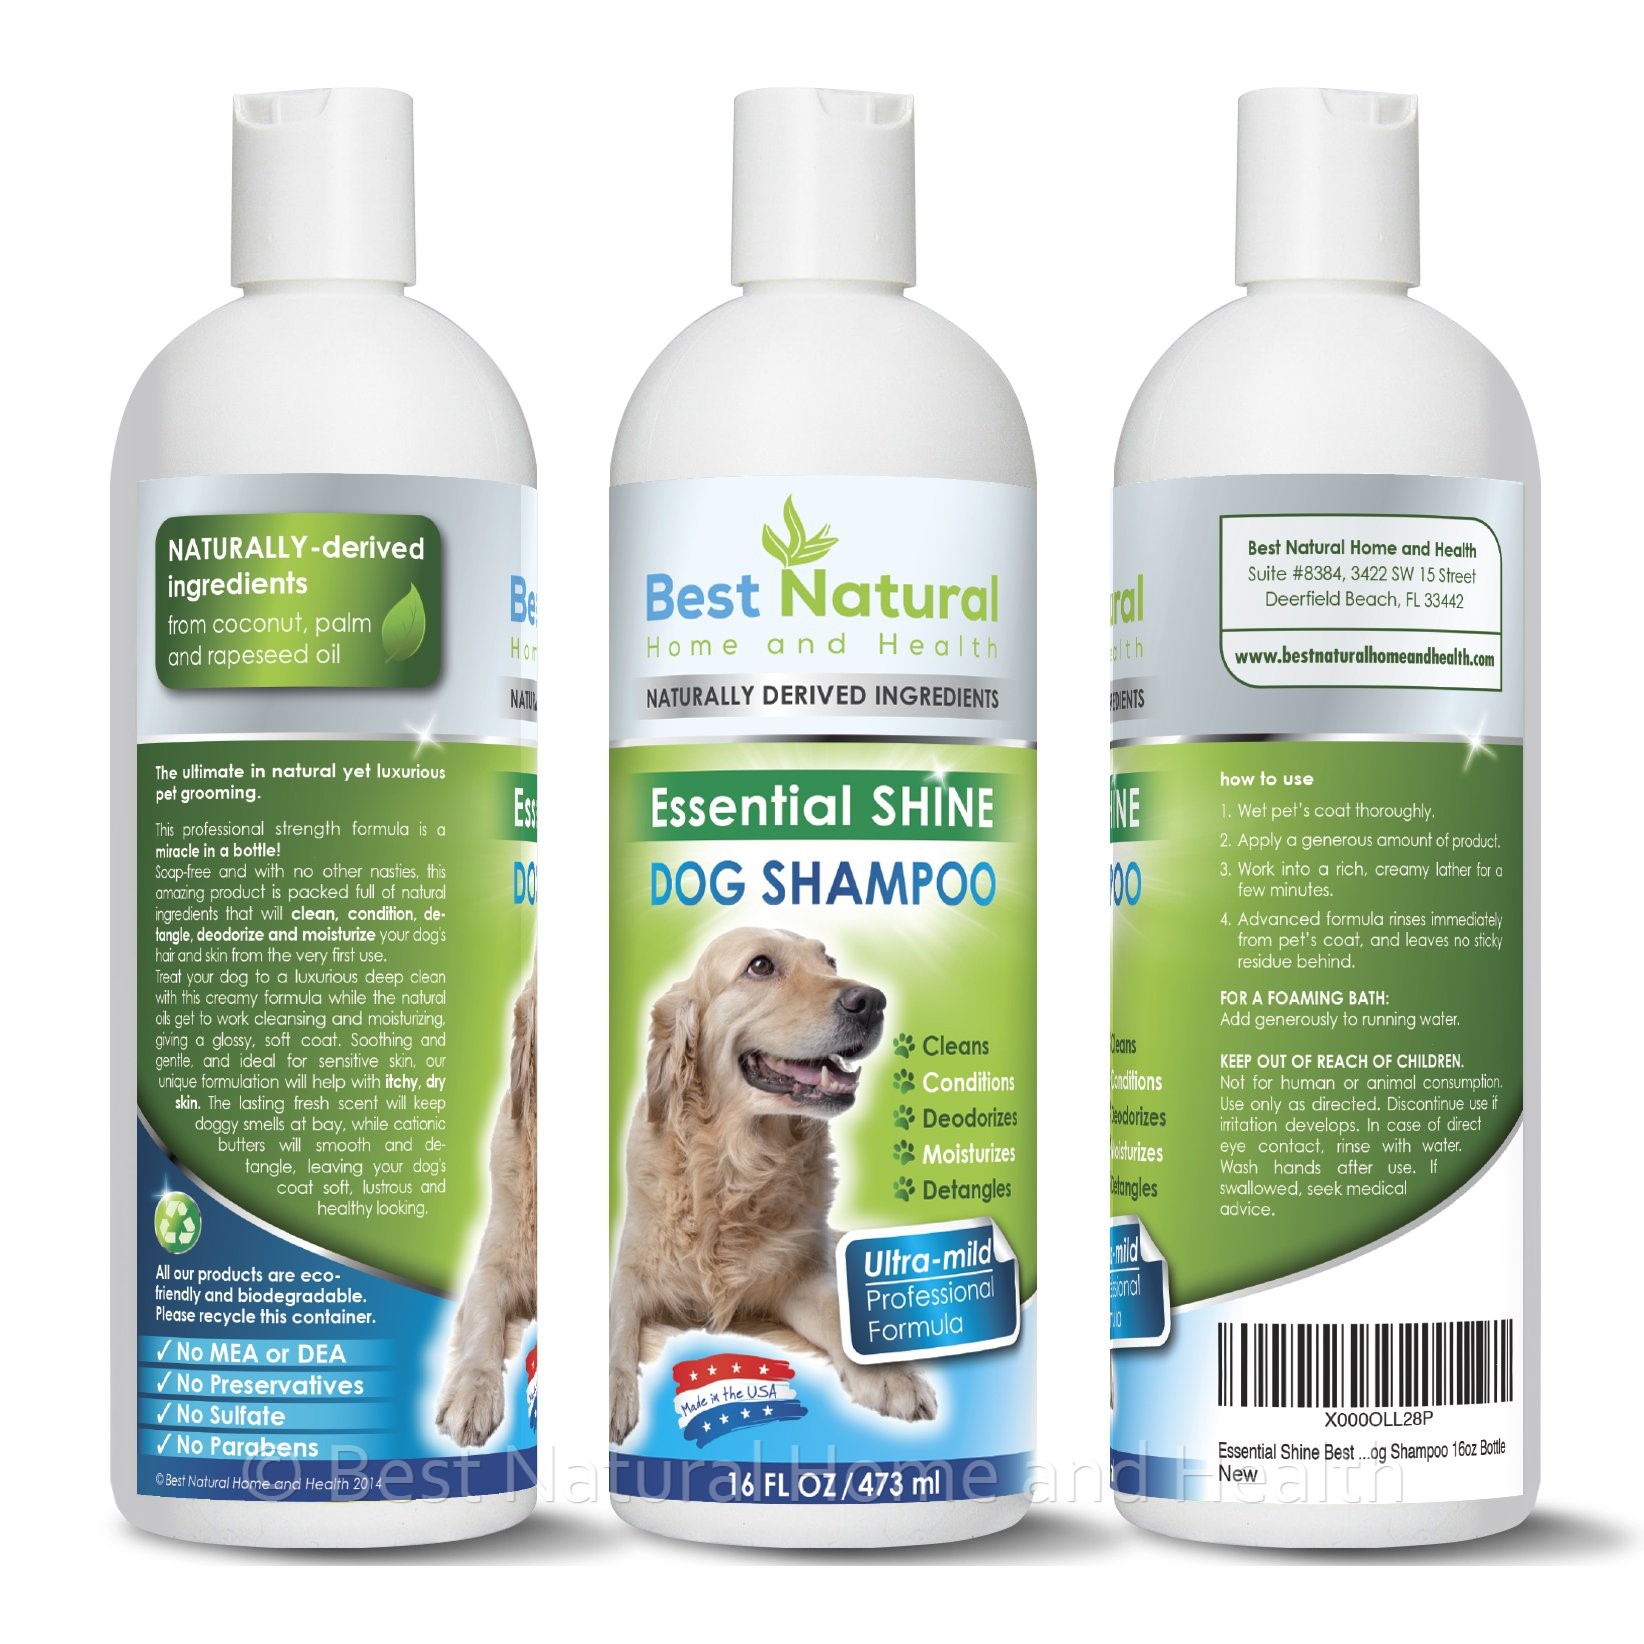 NATURALLY-derived
ingredients
from coconut, palm
and rapeseed oil
The ultimate in natural yet luxurious
pet grooming.
This professional strength formula is a
miracle in a bottle!
Soap-free and with no other nasties, this
amazing product is packed full of natural
ingredients that will clean, condition, de-
tangle, deodorize and moisturize your dog's
hair and skin from the very first use.
Treat your dog to a luxurious deep clean
with this creamy formula while the natural
oils get to work cleansing and moisturizing,
giving a glossy, soft coat. Soothing and
gentle, and ideal for sensitive skin, our
unique formulation will help with itchy, dry
skin. The lasting fresh scent will keep
doggy smells at bay, while cationic
butters will smooth and de-
tangle, leaving your dog's
coat soft, lustrous and
healthy looking.
All our products are eco-
friendly and biodegradable.
Please recycle this container.
✓ No MEA or DEA
✓ No Preservatives
✓ No Sulfate
✓ No Parabens
© Best Natural Home and Health 2014
Best Natural
Home and Health
NATURALLY DERIVED INGREDIENTS
Essential SHINE
DOG SHAMPOO
Cleans
Conditions
Deodorizes
Moisturizes
Detangles
Ultra-mild
Professional
Formula
Made in the USA
16 FL OZ / 473 ml
Best Natural Home and Health
Suite #8384, 3422 SW 15 Street
Deerfield Beach, FL 33442
www.bestnaturalhomeandhealth.com
how to use
1. Wet pet's coat thoroughly.
2. Apply a generous amount of product.
3. Work into a rich, creamy lather for a
few minutes.
4. Advanced formula rinses immediately
from pet's coat, and leaves no sticky
residue behind.
FOR A FOAMING BATH:
Add generously to running water.
KEEP OUT OF REACH OF CHILDREN.
Not for human or animal consumption.
Use only as directed. Discontinue use if
irritation develops. In case of direct
eye contact, rinse with water.
Wash hands after use. If
swallowed, seek medical
advice.
X000OLL28P
Essential Shine Best ...og Shampoo 16oz Bottle
New
© Best Natural Home and Health